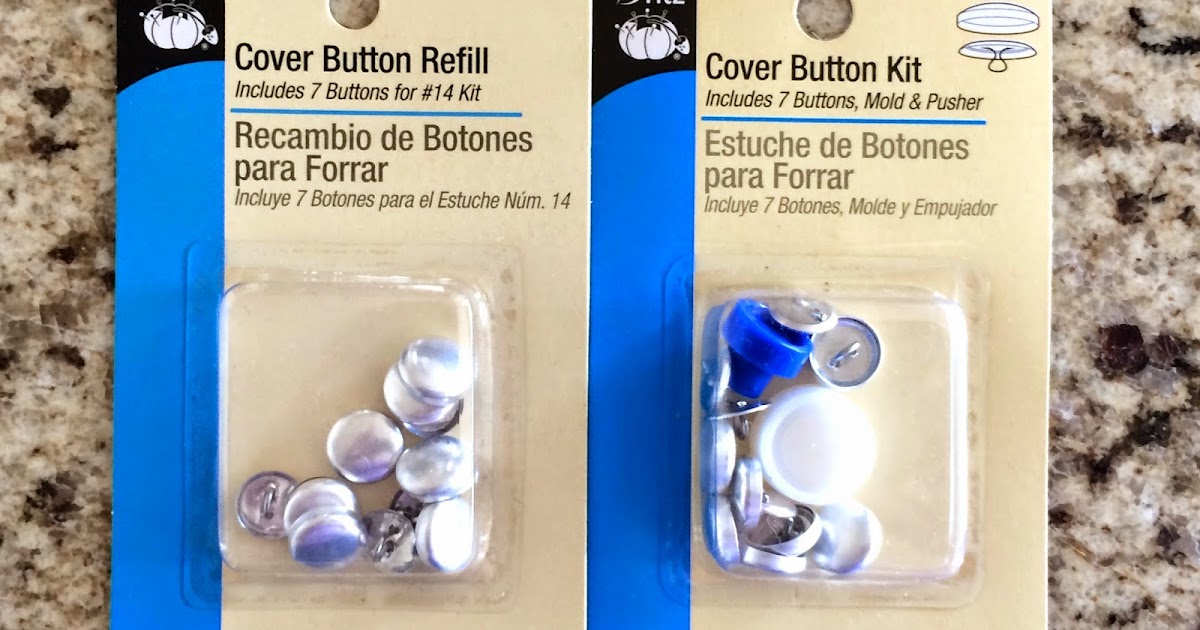 Cover Button Refill
Includes 7 Buttons for #14 Kit
Recambio de Botones
para Forrar
Incluye 7 Botones para el Estuche Núm. 14
Cover Button Kit
Includes 7 Buttons, Mold & Pusher
Estuche de Botones
para Forrar
Incluye 7 Botones, Molde y Empujador